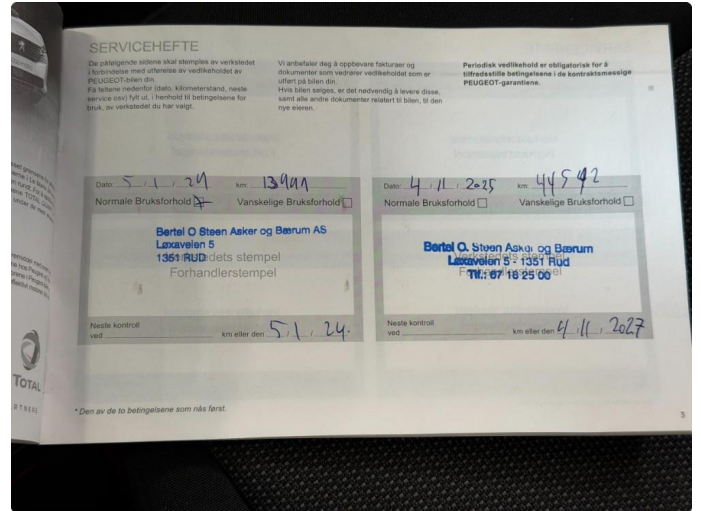 SERVICEHEFTE
De påfølgende sidene skal stemples av verkstedet
i forbindelse med utførelse av vedlikeholdet av
PEUGEOT-bilen din.
Få feltene nedenfor (dato, kilometerstand, neste
service osv) fylt ut, i henhold til betingelsene for
bruk, av verkstedet du har valgt.
Vi anbefaler deg å oppbevare fakturaer og
dokumenter som vedrører vedlikeholdet som er
utført på bilen din.
Hvis bilen selges, er det nødvendig å levere disse,
samt alle andre dokumenter relatert til bilen, til den
nye eieren.
Periodisk vedlikehold er obligatorisk for å
tilfredsstille betingelsene i de kontraktsmessige
PEUGEOT-garantiene.
Dato: 5 / 1 / 24 km:
Normale Bruksforhold Vanskelige Bruksforhold
Bertel O Steen Asker og Bærum AS
Løxaveien 5
1351 RUD
Verkstedets stempel
Forhandlerstempel
Neste kontroll
ved km eller den 5 / 1 / 24.
Dato: 4 / 11 / 2025 km: 44592
Normale Bruksforhold Vanskelige Bruksforhold
Bertel O. Steen Asker og Bærum
Løxaveien 5 - 1351 Rud
Tlf.: 67 16 25 00
Verkstedets stempel
Forhandlerstempel
Neste kontroll
ved km eller den 4 / 11 / 2027
* Den av de to betingelsene som nås først.
3
TOTAL